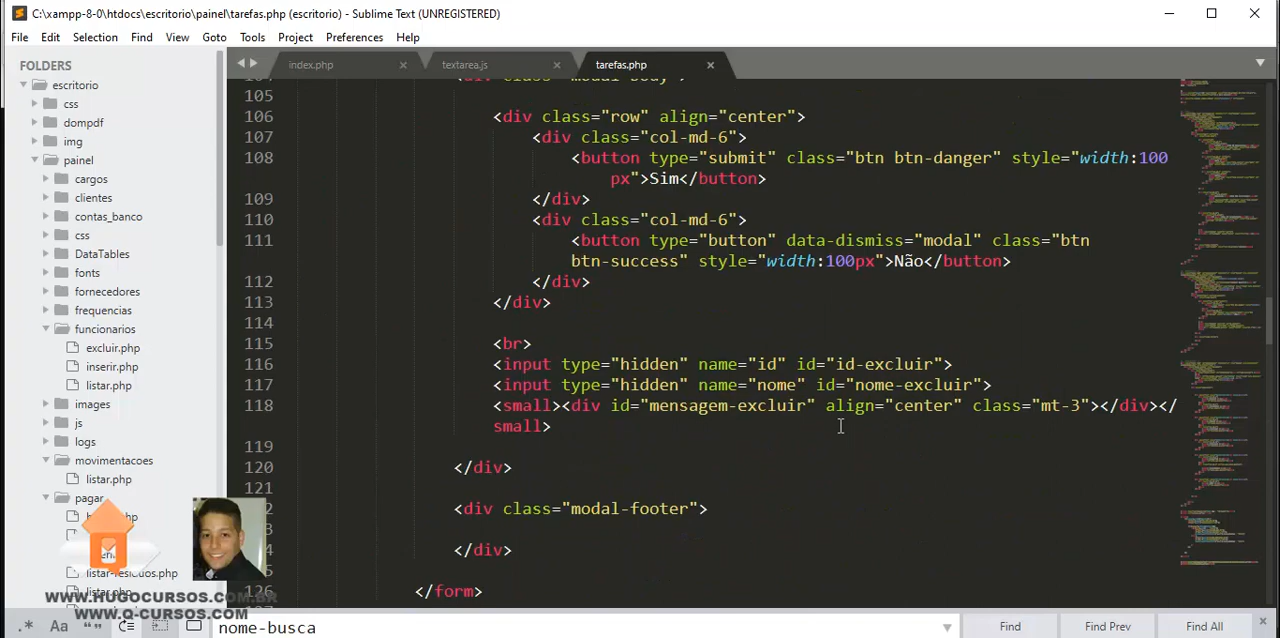 C:\xampp-8-0\htdocs\escritorio\painel\tarefas.php (escritorio) - Sublime Text (UNREGISTERED)
File Edit Selection Find View Goto Tools Project Preferences Help
FOLDERS
escritorio
css
dompdf
img
painel
cargos
clientes
contas_banco
css
DataTables
fonts
fornecedores
frequencias
funcionarios
excluir.php
inserir.php
listar.php
images
js
logs
movimentacoes
listar.php
pagar
listar-residuos.php
listar.php
WWW.HUGOCURSOS.COM.BR
WWW.Q-CURSOS.COM
index.php textarea.js tarefas.php
105
106 <div class="row" align="center">
107 <div class="col-md-6">
108 <button type="submit" class="btn btn-danger" style="width:100
px">Sim</button>
109 </div>
110 <div class="col-md-6">
111 <button type="button" data-dismiss="modal" class="btn
btn-success" style="width:100px">Não</button>
112 </div>
113 </div>
114
115 <br>
116 <input type="hidden" name="id" id="id-excluir">
117 <input type="hidden" name="nome" id="nome-excluir">
118 <small><div id="mensagem-excluir" align="center" class="mt-3"></div></
small>
119
120 </div>
121
<div class="modal-footer">
</div>
126 </form>
.* Aa nome-busca Find Find Prev Find All